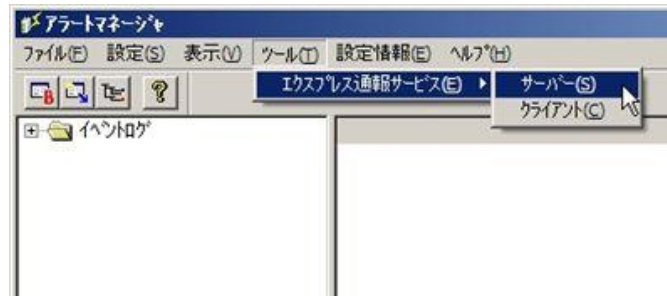 アラートマネージャ
ファイル(F) 設定(S) 表示(V) ツール(T) 設定情報(E) ヘルプ(H)
エクスプレス通報サービス(E) サーバー(S)
クライアント(C)
イベントログ